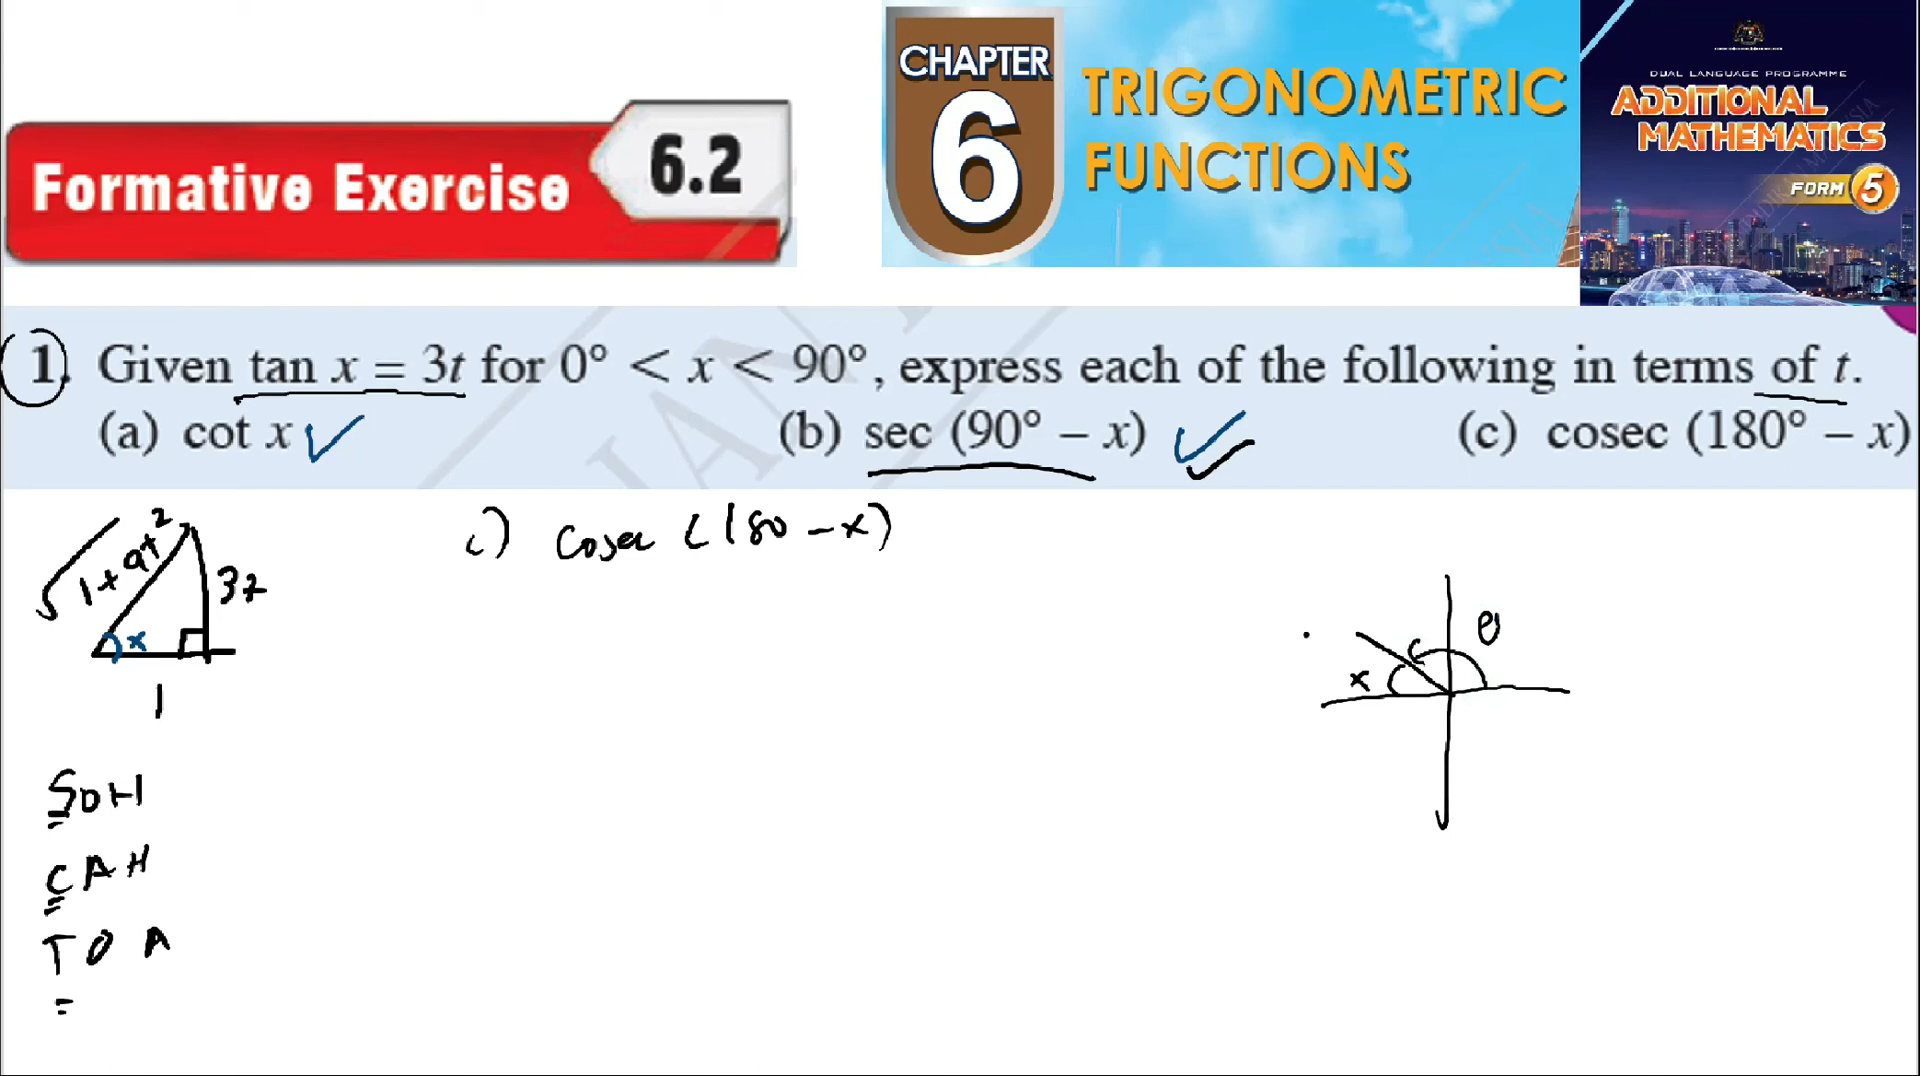 Formative Exercise 6.2
CHAPTER 6
TRIGONOMETRIC FUNCTIONS
DUAL LANGUAGE PROGRAMME
ADDITIONAL
MATHEMATICS
FORM 5
1. Given tan x = 3t for 0° < x < 90°, express each of the following in terms of t.
(a) cot x (b) sec (90° – x) (c) cosec (180° – x)
√1+9t²
3t
x
1
c) cosec (180 – x)
θ
x
SOH
CAH
TOA